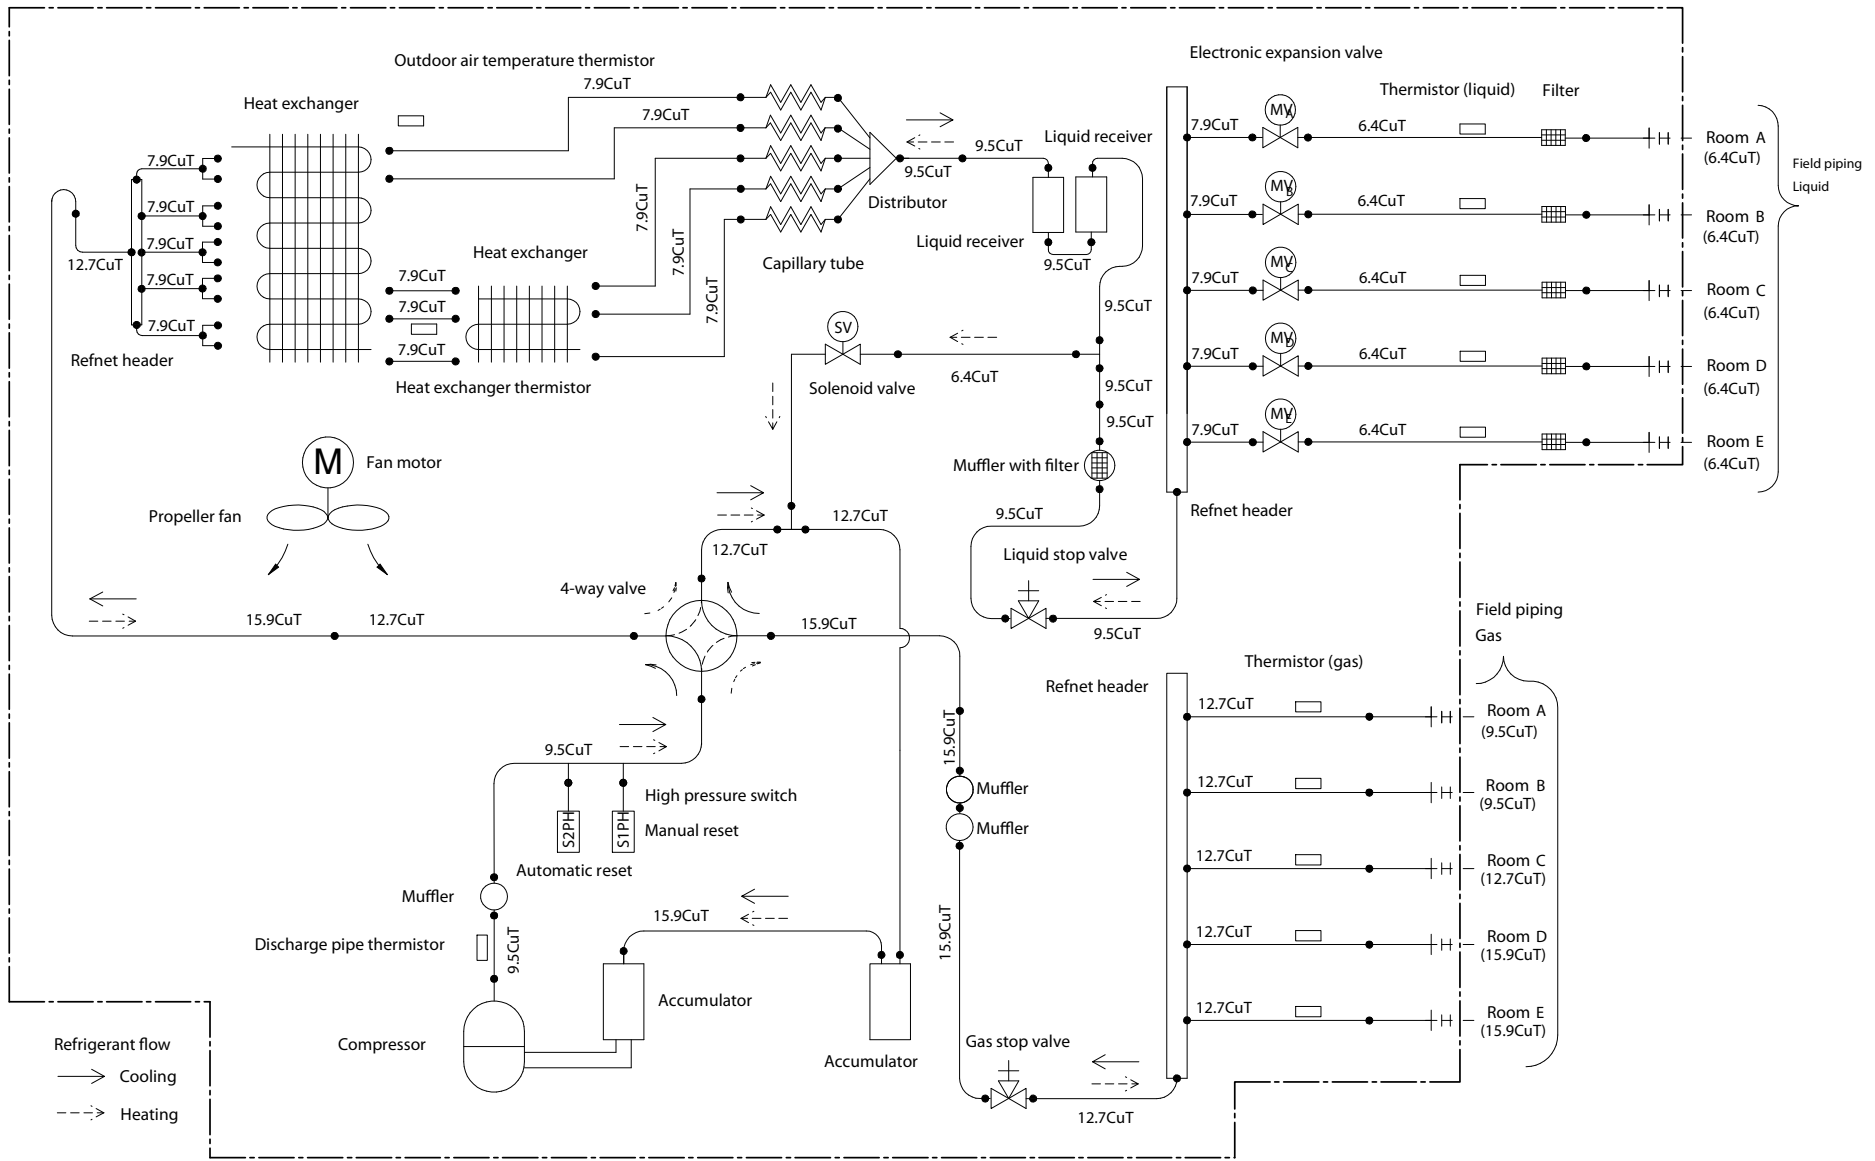 Outdoor air temperature thermistor
Heat exchanger
7.9CuT
7.9CuT
7.9CuT
7.9CuT
7.9CuT
7.9CuT
7.9CuT
12.7CuT
Refnet header
Heat exchanger
7.9CuT
7.9CuT
7.9CuT
Heat exchanger thermistor
7.9CuT
7.9CuT
7.9CuT
Capillary tube
Distributor
9.5CuT
9.5CuT
Liquid receiver
Liquid receiver
9.5CuT
9.5CuT
SV
Solenoid valve
6.4CuT
9.5CuT
9.5CuT
Muffler with filter
9.5CuT
Liquid stop valve
9.5CuT
Electronic expansion valve
Thermistor (liquid)
Filter
7.9CuT
MV
A
6.4CuT
Room A
(6.4CuT)
7.9CuT
MV
B
6.4CuT
Room B
(6.4CuT)
7.9CuT
MV
C
6.4CuT
Room C
(6.4CuT)
7.9CuT
MV
D
6.4CuT
Room D
(6.4CuT)
7.9CuT
MV
E
6.4CuT
Room E
(6.4CuT)
Field piping
Liquid
Refnet header
M
Fan motor
Propeller fan
15.9CuT
12.7CuT
4-way valve
12.7CuT
12.7CuT
15.9CuT
9.5CuT
S2PH
S1PH
High pressure switch
Manual reset
Automatic reset
Muffler
Discharge pipe thermistor
9.5CuT
Compressor
15.9CuT
Accumulator
Accumulator
15.9CuT
Muffler
Muffler
15.9CuT
Gas stop valve
12.7CuT
Refnet header
Thermistor (gas)
Field piping
Gas
12.7CuT
Room A
(9.5CuT)
12.7CuT
Room B
(9.5CuT)
12.7CuT
Room C
(12.7CuT)
12.7CuT
Room D
(15.9CuT)
12.7CuT
Room E
(15.9CuT)
Refrigerant flow
Cooling
Heating